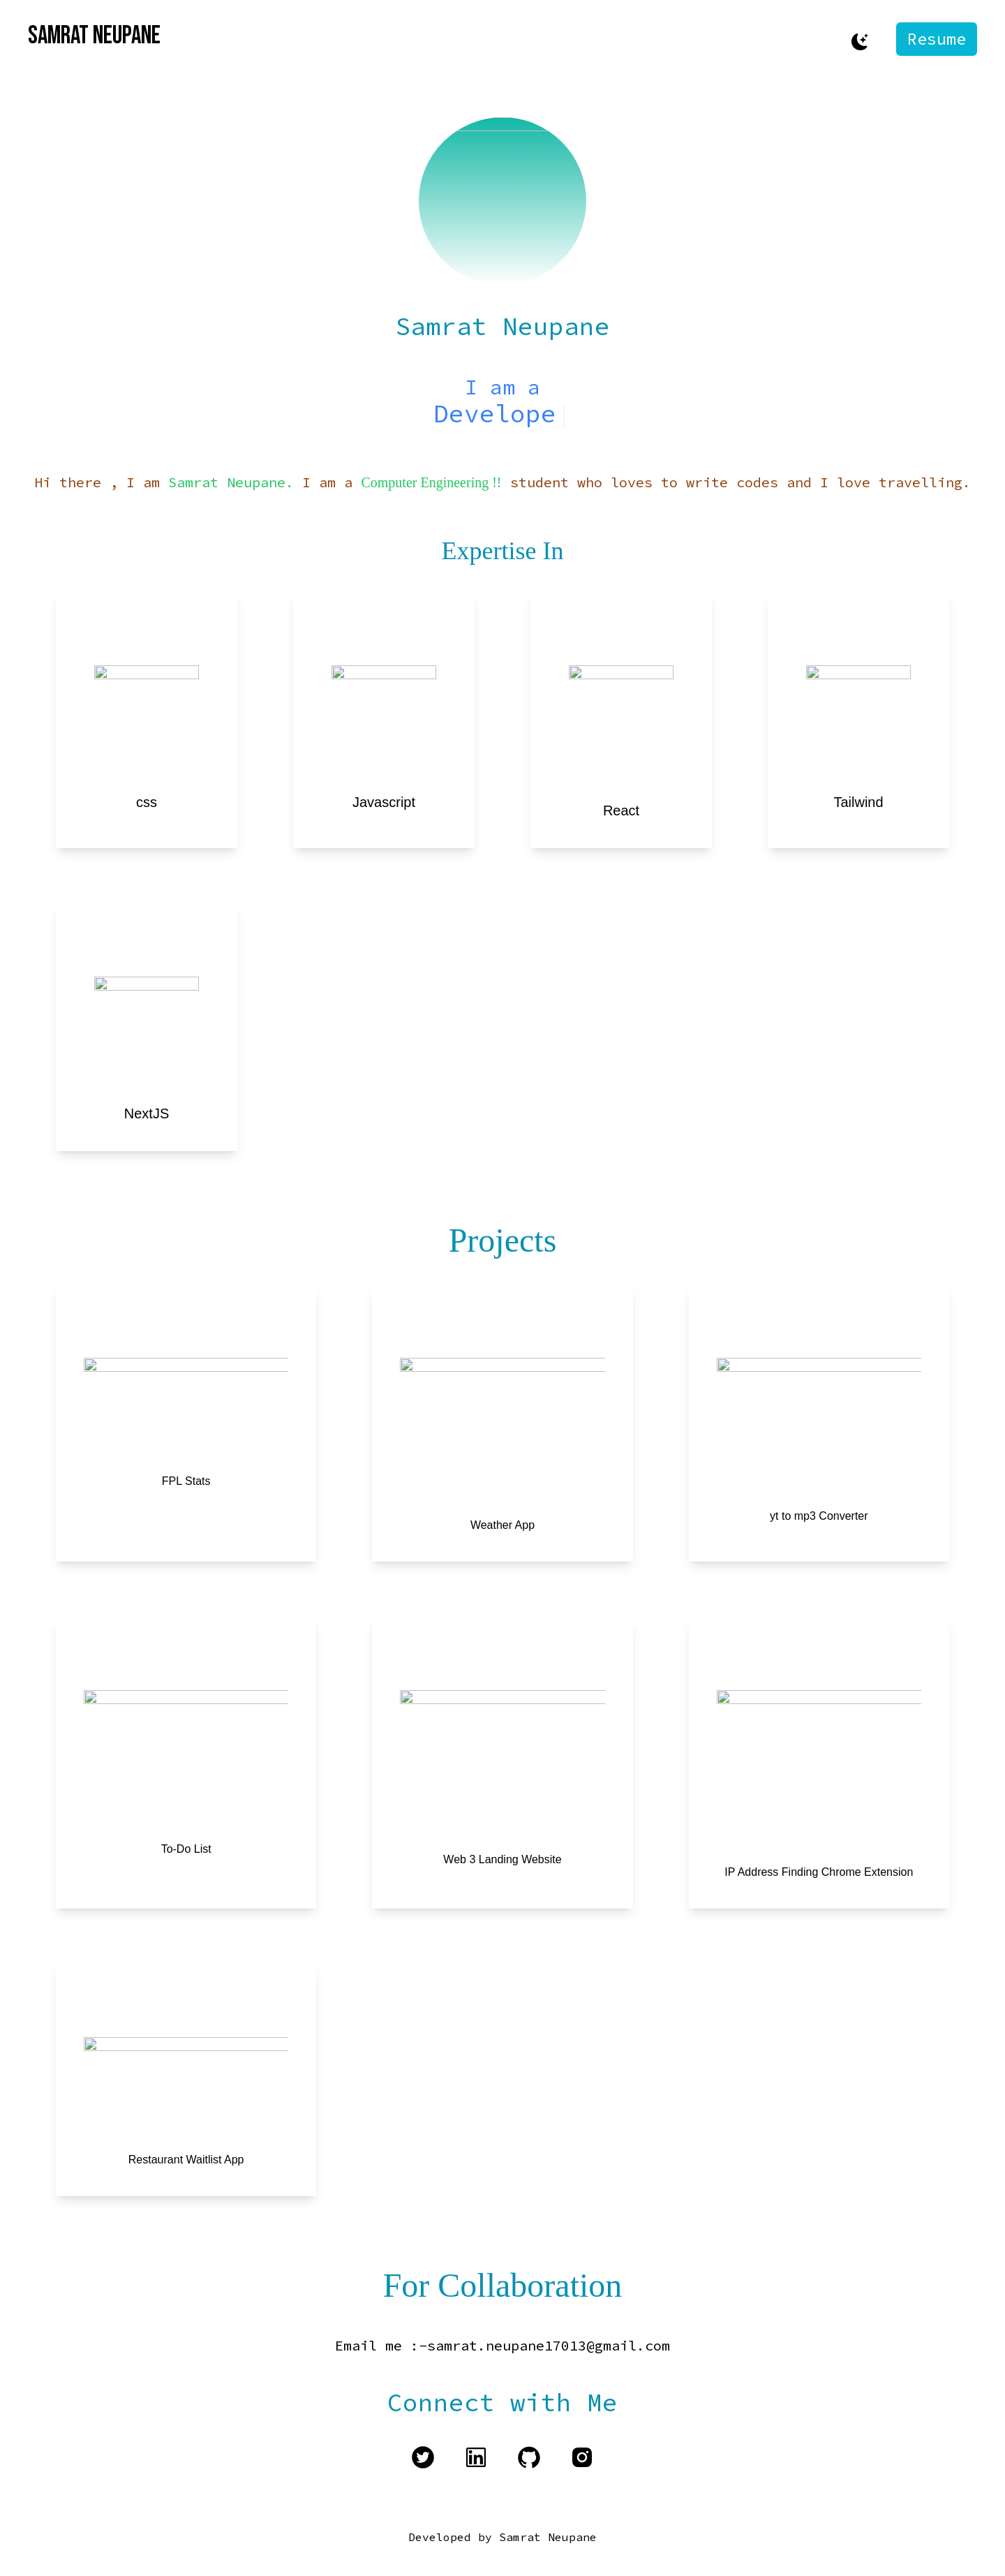 SAMRAT NEUPANE
Resume
Samrat Neupane
I am a
Develope
Hi there , I am Samrat Neupane. I am a Computer Engineering !! student who loves to write codes and I love travelling.
Expertise In
css
Javascript
React
Tailwind
NextJS
Projects
FPL Stats
Weather App
yt to mp3 Converter
To-Do List
Web 3 Landing Website
IP Address Finding Chrome Extension
Restaurant Waitlist App
For Collaboration
Email me :-samrat.neupane17013@gmail.com
Connect with Me
Developed by Samrat Neupane